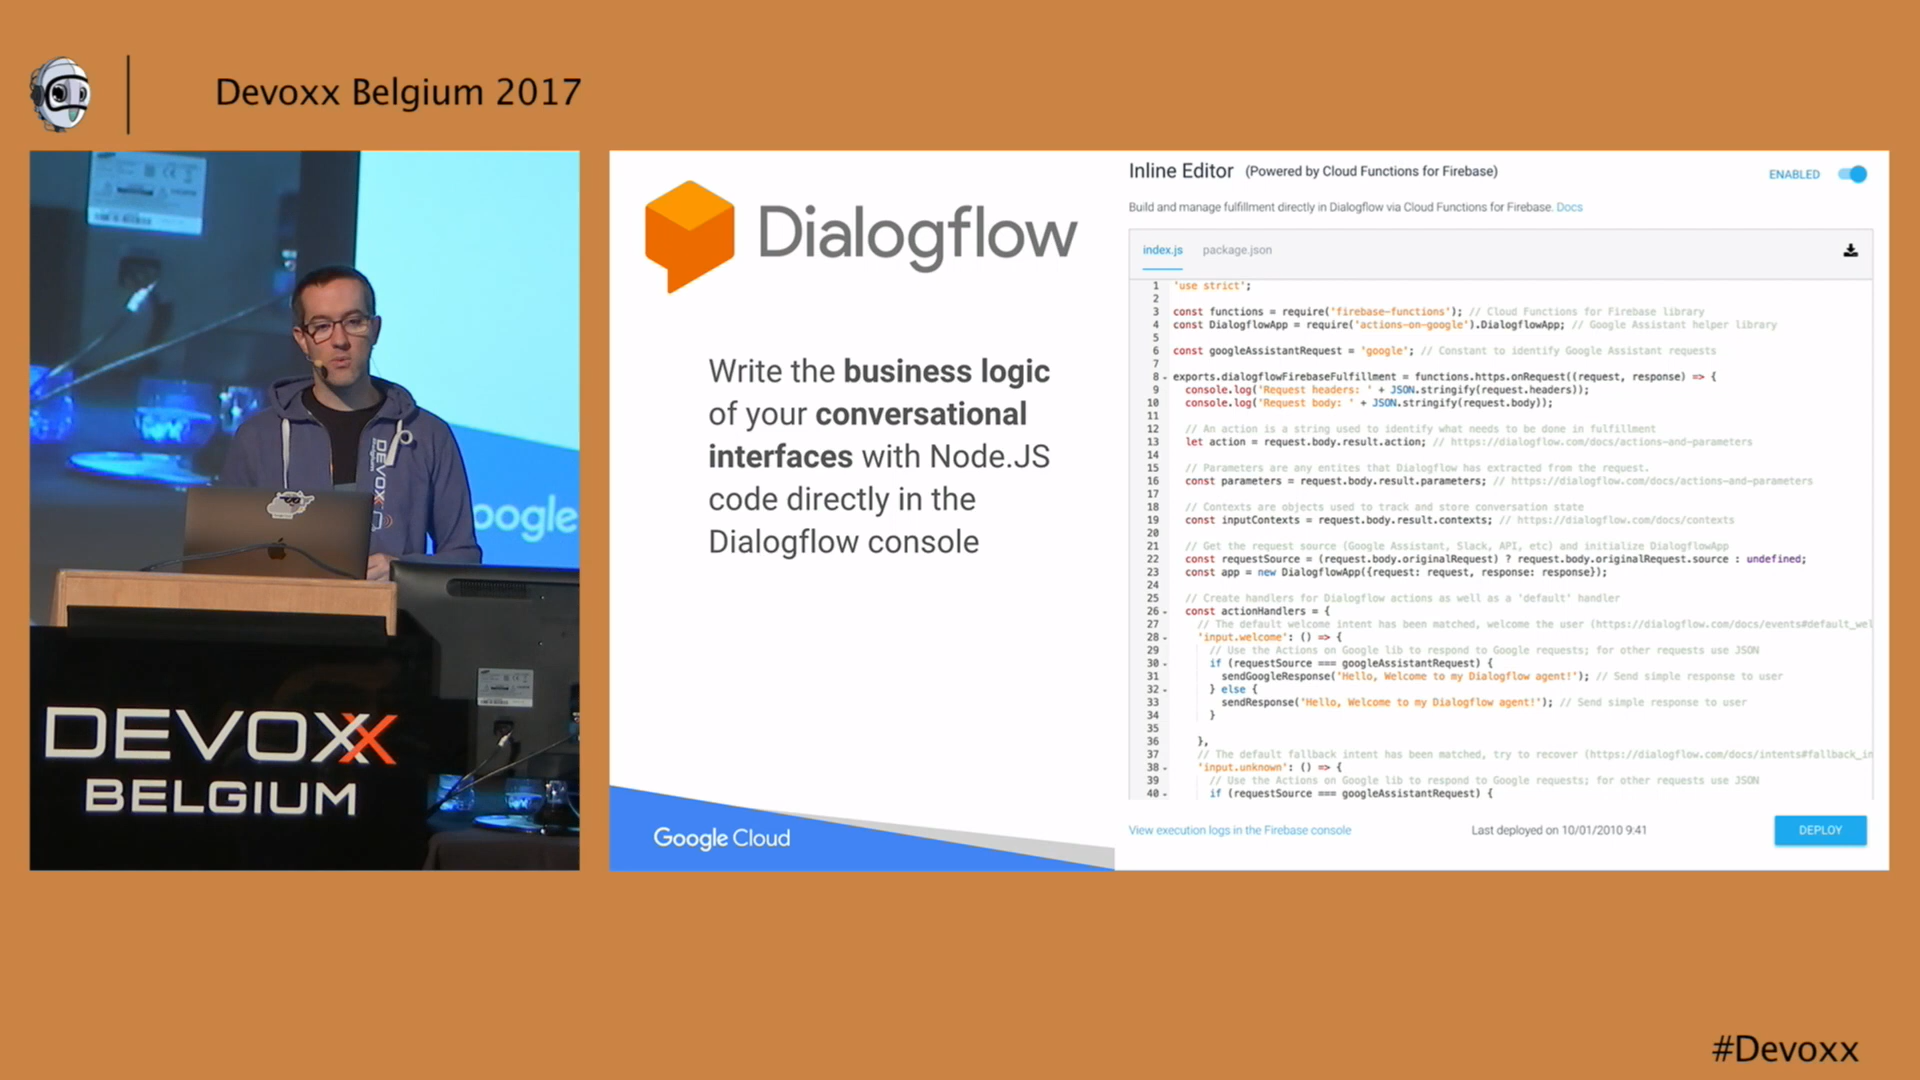 Devoxx Belgium 2017
oogle
DEVOXX
BELGIUM
DEVOXX
Dialogflow
Write the business logic
of your conversational
interfaces with Node.JS
code directly in the
Dialogflow console
Google Cloud
Inline Editor (Powered by Cloud Functions for Firebase)
ENABLED
Build and manage fulfillment directly in Dialogflow via Cloud Functions for Firebase. Docs
index.js package.json
1 'use strict';
2
3 const functions = require('firebase-functions'); // Cloud Functions for Firebase library
4 const DialogflowApp = require('actions-on-google').DialogflowApp; // Google Assistant helper library
5
6 const googleAssistantRequest = 'google'; // Constant to identify Google Assistant requests
7
8 exports.dialogflowFirebaseFulfillment = functions.https.onRequest((request, response) => {
9 console.log('Request headers: ' + JSON.stringify(request.headers));
10 console.log('Request body: ' + JSON.stringify(request.body));
11
12 // An action is a string used to identify what needs to be done in fulfillment
13 let action = request.body.result.action; // https://dialogflow.com/docs/actions-and-parameters
14
15 // Parameters are any entites that Dialogflow has extracted from the request.
16 const parameters = request.body.result.parameters; // https://dialogflow.com/docs/actions-and-parameters
17
18 // Contexts are objects used to track and store conversation state
19 const inputContexts = request.body.result.contexts; // https://dialogflow.com/docs/contexts
20
21 // Get the request source (Google Assistant, Slack, API, etc) and initialize DialogflowApp
22 const requestSource = (request.body.originalRequest) ? request.body.originalRequest.source : undefined;
23 const app = new DialogflowApp({request: request, response: response});
24
25 // Create handlers for Dialogflow actions as well as a 'default' handler
26 const actionHandlers = {
27 // The default welcome intent has been matched, welcome the user (https://dialogflow.com/docs/events#default_wel
28 'input.welcome': () => {
29 // Use the Actions on Google lib to respond to Google requests; for other requests use JSON
30 if (requestSource === googleAssistantRequest) {
31 sendGoogleResponse('Hello, Welcome to my Dialogflow agent!'); // Send simple response to user
32 } else {
33 sendResponse('Hello, Welcome to my Dialogflow agent!'); // Send simple response to user
34 }
35
36 },
37 // The default fallback intent has been matched, try to recover (https://dialogflow.com/docs/intents#fallback_in
38 'input.unknown': () => {
39 // Use the Actions on Google lib to respond to Google requests; for other requests use JSON
40 if (requestSource === googleAssistantRequest) {
View execution logs in the Firebase console
Last deployed on 10/01/2010 9:41
DEPLOY
#Devoxx